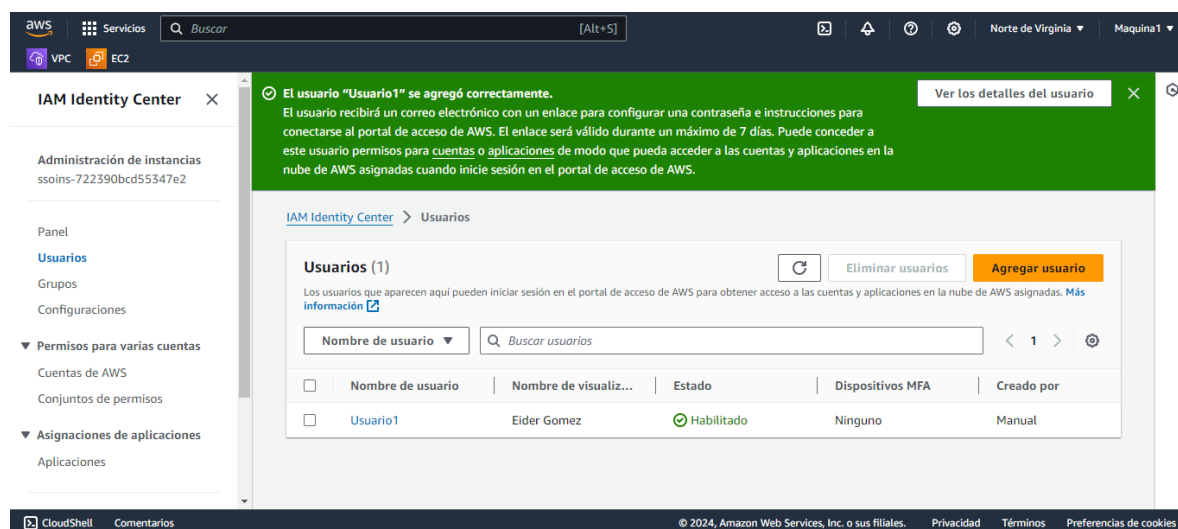 aws
Servicios
Buscar
[Alt+S]
Norte de Virginia
Maquina1
VPC
EC2
IAM Identity Center
Administración de instancias
ssoins-722390bcd55347e2
Panel
Usuarios
Grupos
Configuraciones
Permisos para varias cuentas
Cuentas de AWS
Conjuntos de permisos
Asignaciones de aplicaciones
Aplicaciones
El usuario "Usuario1" se agregó correctamente.
El usuario recibirá un correo electrónico con un enlace para configurar una contraseña e instrucciones para
conectarse al portal de acceso de AWS. El enlace será válido durante un máximo de 7 días. Puede conceder a
este usuario permisos para cuentas o aplicaciones de modo que pueda acceder a las cuentas y aplicaciones en la
nube de AWS asignadas cuando inicie sesión en el portal de acceso de AWS.
Ver los detalles del usuario
IAM Identity Center > Usuarios
Usuarios (1)
Eliminar usuarios
Agregar usuario
Los usuarios que aparecen aquí pueden iniciar sesión en el portal de acceso de AWS para obtener acceso a las cuentas y aplicaciones en la nube de AWS asignadas. Más
información
Nombre de usuario
Buscar usuarios
1
Nombre de usuario Nombre de visualiz... Estado Dispositivos MFA Creado por
Usuario1 Eider Gomez Habilitado Ninguno Manual
CloudShell Comentarios © 2024, Amazon Web Services, Inc. o sus filiales. Privacidad Términos Preferencias de cookies